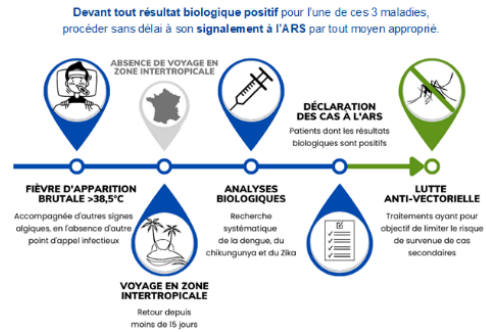 Devant tout résultat biologique positif pour l'une de ces 3 maladies,
procéder sans délai à son signalement à l'ARS par tout moyen approprié.
ABSENCE DE VOYAGE EN
ZONE INTERTROPICALE
DÉCLARATION
DES CAS À L'ARS
Patients dont les résultats
biologiques sont positifs
FIÈVRE D'APPARITION
BRUTALE >38,5°C
Accompagnée d'autres signes
algiques, en l'absence d'autre
point d'appel infectieux
ANALYSES
BIOLOGIQUES
Recherche
systématique
de la dengue, du
chikungunya et du Zika
LUTTE
ANTI-VECTORIELLE
Traitements ayant pour
objectif de limiter le risque
de survenue de cas
secondaires
VOYAGE EN ZONE
INTERTROPICALE
Retour depuis
moins de 15 jours